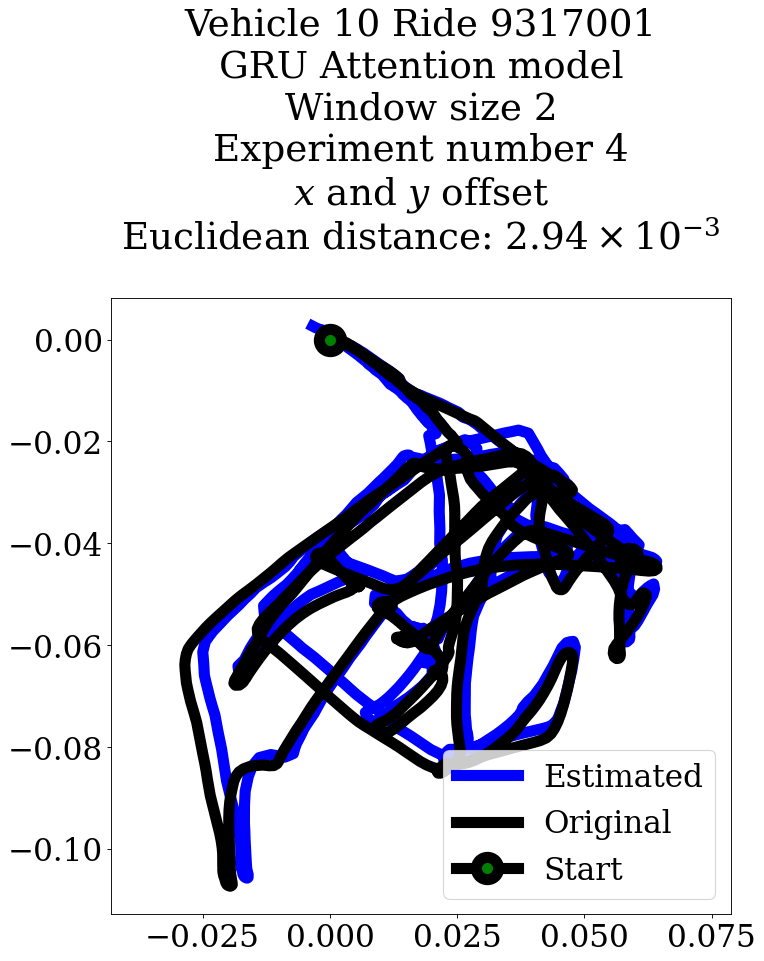 Vehicle 10 Ride 9317001
GRU Attention model
Window size 2
Experiment number 4
x and y offset
Euclidean distance: 2.94 × 10⁻³
0.00
−0.02
−0.04
−0.06
−0.08
−0.10
Estimated
Original
Start
−0.025 0.000 0.025 0.050 0.075